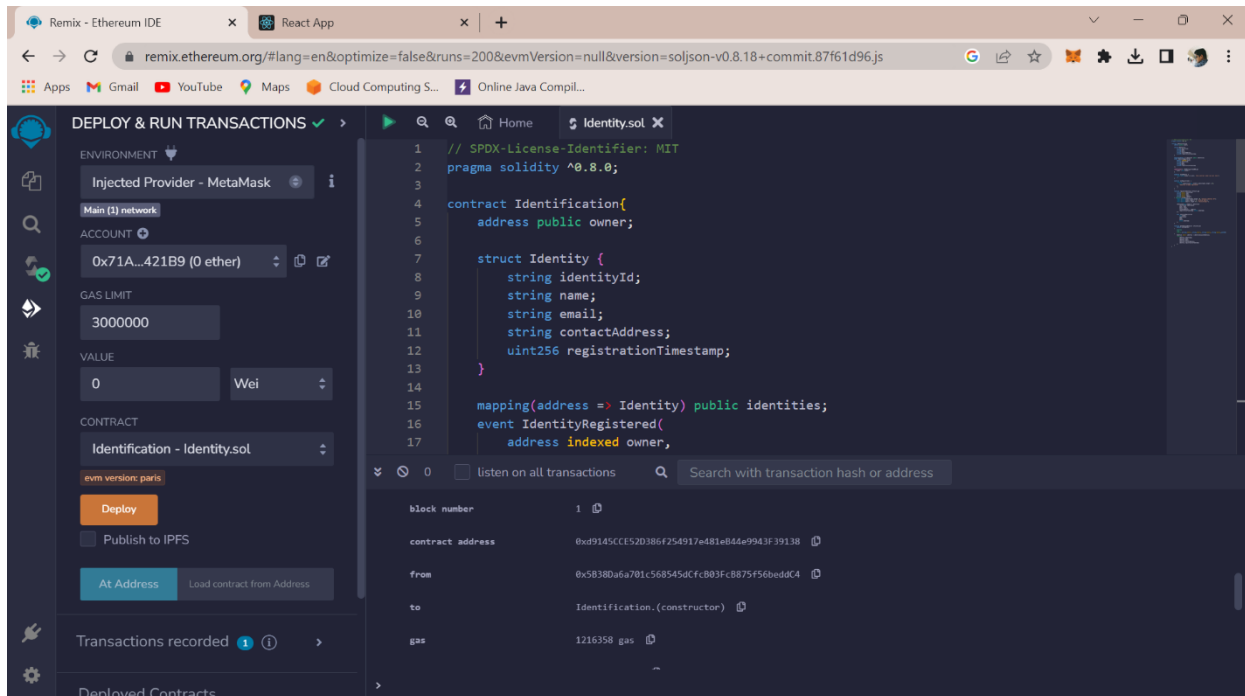 Remix - Ethereum IDE
React App
remix.ethereum.org/#lang=en&optimize=false&runs=200&evmVersion=null&version=soljson-v0.8.18+commit.87f61d96.js
Apps
Gmail
YouTube
Maps
Cloud Computing S...
Online Java Compil...
DEPLOY & RUN TRANSACTIONS
ENVIRONMENT
Injected Provider - MetaMask
Main (1) network
ACCOUNT
0x71A...421B9 (0 ether)
GAS LIMIT
3000000
VALUE
0
Wei
CONTRACT
Identification - Identity.sol
evm version: paris
Deploy
Publish to IPFS
At Address
Load contract from Address
Transactions recorded 1
Deployed Contracts
Home
Identity.sol
1 // SPDX-License-Identifier: MIT
2 pragma solidity ^0.8.0;
3
4 contract Identification{
5 address public owner;
6
7 struct Identity {
8 string identityId;
9 string name;
10 string email;
11 string contactAddress;
12 uint256 registrationTimestamp;
13 }
14
15 mapping(address => Identity) public identities;
16 event IdentityRegistered(
17 address indexed owner,
0
listen on all transactions
Search with transaction hash or address
block number 1
contract address 0xd9145CCE52D386f254917e481eB44e9943F39138
from 0x5B38Da6a701c568545dCfcB03FcB875f56beddC4
to Identification.(constructor)
gas 1216358 gas